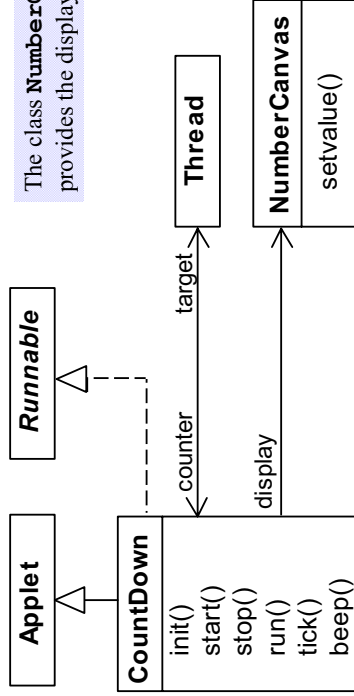 The class NumberC
provides the display
Applet
Runnable
CountDown
init()
start()
stop()
run()
tick()
beep()
counter
target
Thread
display
NumberCanvas
setvalue()